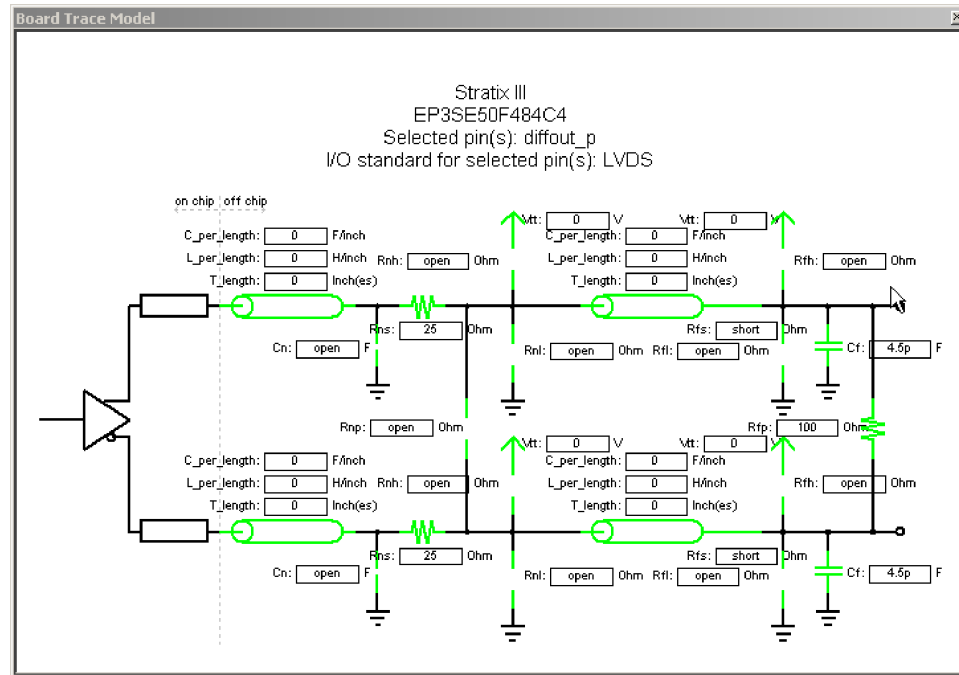 Board Trace Model
Stratix III
EP3SE50F484C4
Selected pin(s): diffout_p
I/O standard for selected pin(s): LVDS
on chip off chip
Vtt: 0 V Vtt: 0 V
C_per_length: 0 F/inch C_per_length: 0 F/inch
L_per_length: 0 H/inch Rnh: open Ohm L_per_length: 0 H/inch Rfh: open Ohm
T_length: 0 Inch(es) T_length: 0 Inch(es)
Rns: 25 Ohm Rfs: short Ohm
Cn: open F Rnl: open Ohm Rfl: open Ohm Cf: 4.5p F
Rnp: open Ohm Rfp: 100 Ohm
Vtt: 0 V Vtt: 0 V
C_per_length: 0 F/inch C_per_length: 0 F/inch
L_per_length: 0 H/inch Rnh: open Ohm L_per_length: 0 H/inch Rfh: open Ohm
T_length: 0 Inch(es) T_length: 0 Inch(es)
Rns: 25 Ohm Rfs: short Ohm
Cn: open F Rnl: open Ohm Rfl: open Ohm Cf: 4.5p F